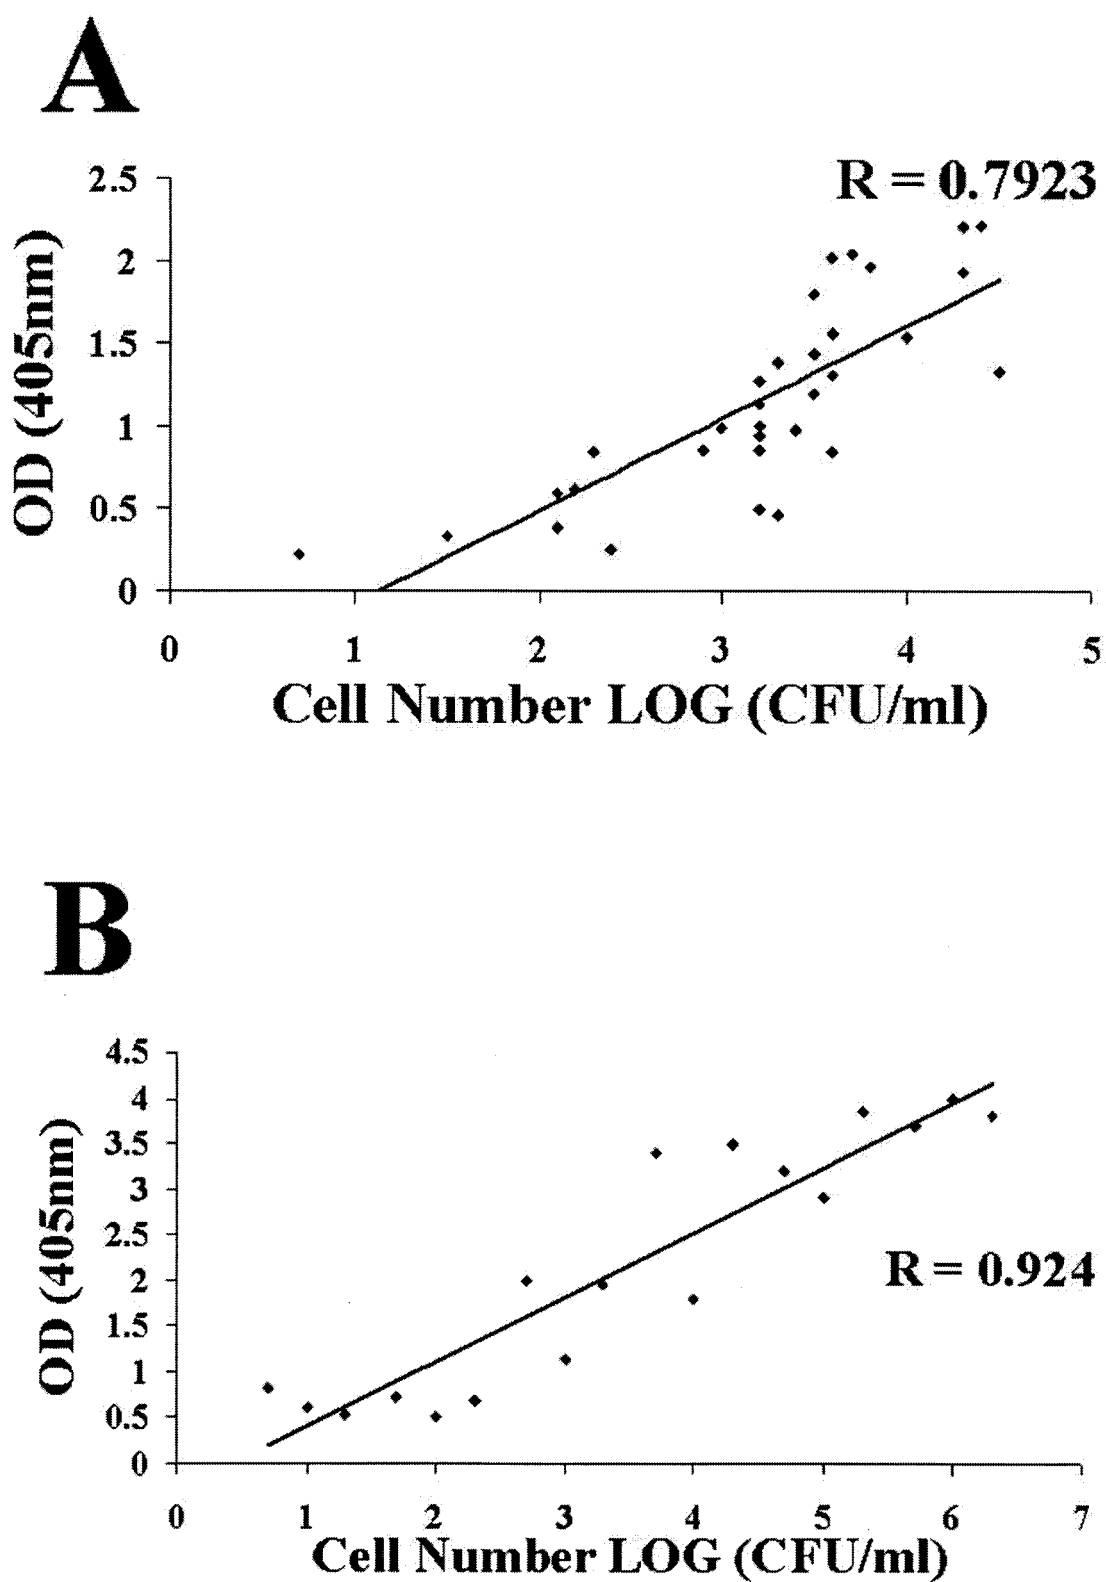 A
R = 0.7923
2.5
2
1.5
1
0.5
0
OD (405nm)
0 1 2 3 4 5
Cell Number LOG (CFU/ml)
B
4.5
4
3.5
3
2.5
2
1.5
1
0.5
0
OD (405nm)
R = 0.924
0 1 2 3 4 5 6 7
Cell Number LOG (CFU/ml)